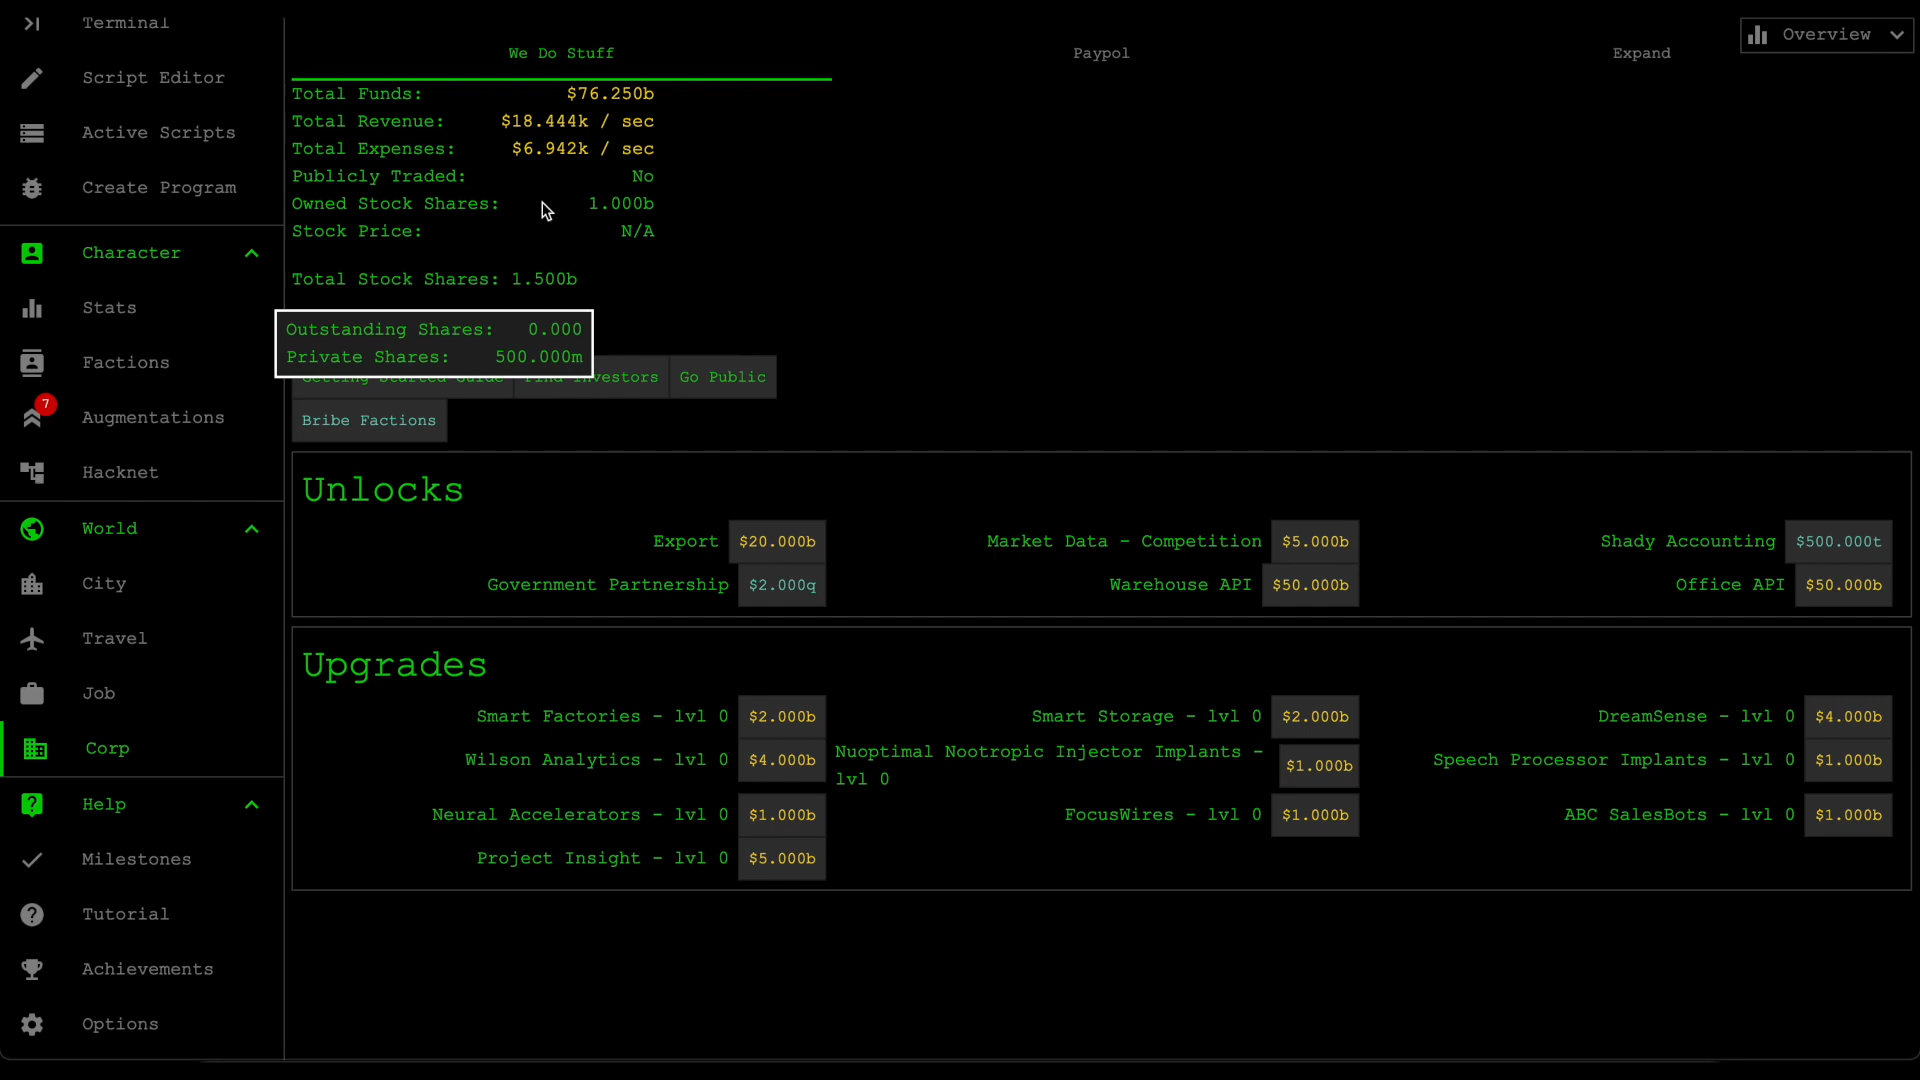 Terminal
Script Editor
Active Scripts
Create Program
Character
Stats
Factions
7
Augmentations
Hacknet
World
City
Travel
Job
Corp
Help
Milestones
Tutorial
Achievements
Options
We Do Stuff
Paypol
Expand
Overview
Total Funds: $76.250b
Total Revenue: $18.444k / sec
Total Expenses: $6.942k / sec
Publicly Traded: No
Owned Stock Shares: 1.000b
Stock Price: N/A
Total Stock Shares: 1.500b
Outstanding Shares: 0.000
Private Shares: 500.000m
Getting Started Guide Find Investors Go Public
Bribe Factions
Unlocks
Export $20.000b Market Data - Competition $5.000b Shady Accounting $500.000t
Government Partnership $2.000q Warehouse API $50.000b Office API $50.000b
Upgrades
Smart Factories - lvl 0 $2.000b Smart Storage - lvl 0 $2.000b DreamSense - lvl 0 $4.000b
Wilson Analytics - lvl 0 $4.000b Nuoptimal Nootropic Injector Implants - $1.000b Speech Processor Implants - lvl 0 $1.000b
lvl 0
Neural Accelerators - lvl 0 $1.000b FocusWires - lvl 0 $1.000b ABC SalesBots - lvl 0 $1.000b
Project Insight - lvl 0 $5.000b